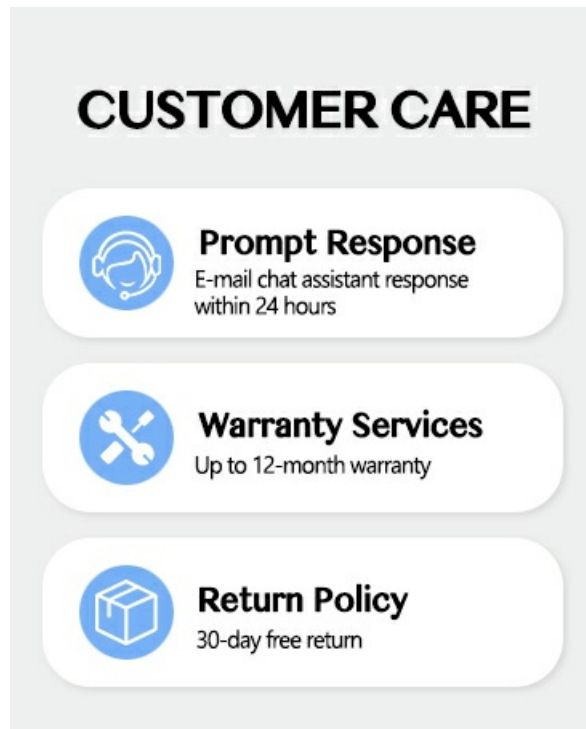 CUSTOMER CARE
Prompt Response
E-mail chat assistant response
within 24 hours
Warranty Services
Up to 12-month warranty
Return Policy
30-day free return